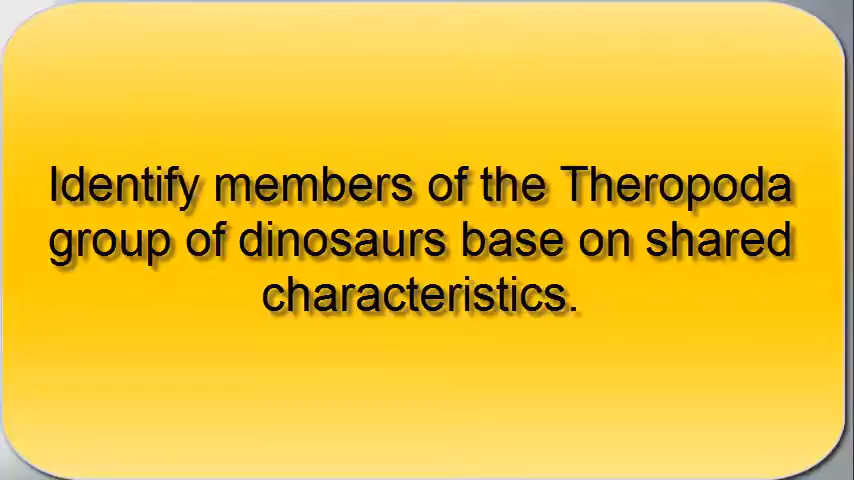 Identify members of the Theropoda
group of dinosaurs base on shared
characteristics.